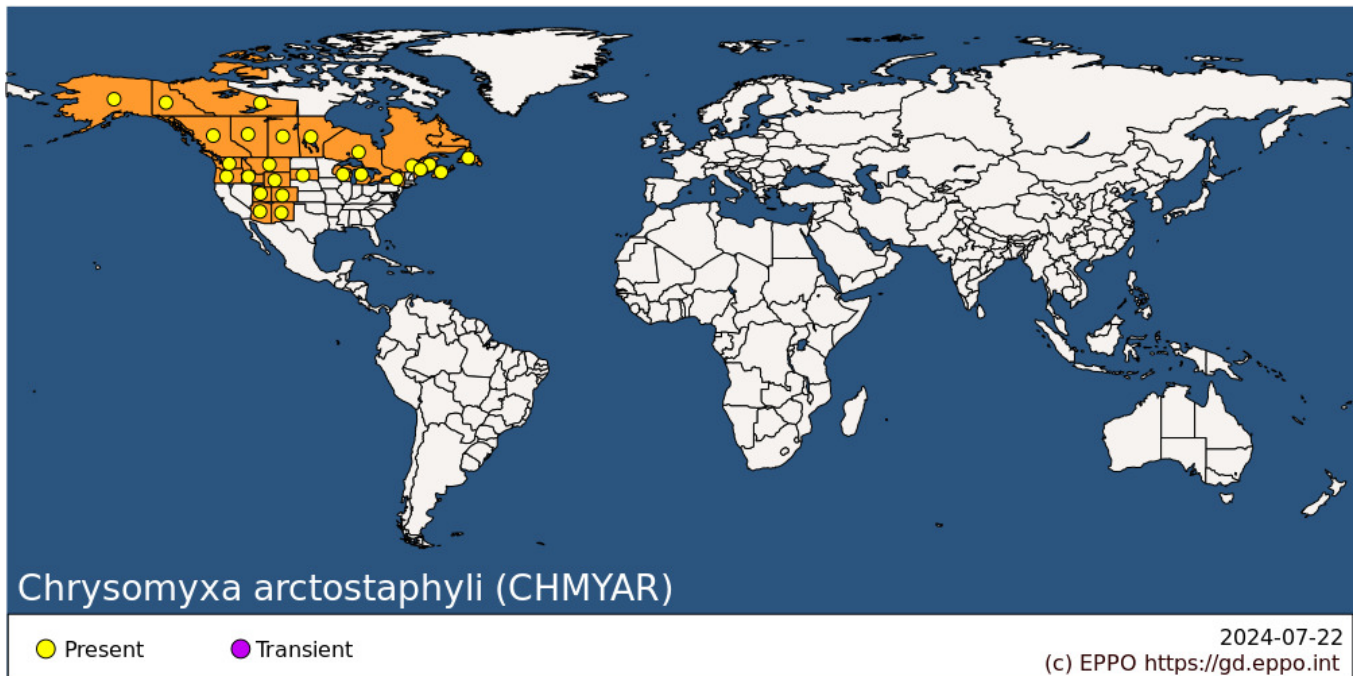 Chrysomyxa arctostaphyli (CHMYAR)
Present
Transient
2024-07-22
(c) EPPO https://gd.eppo.int